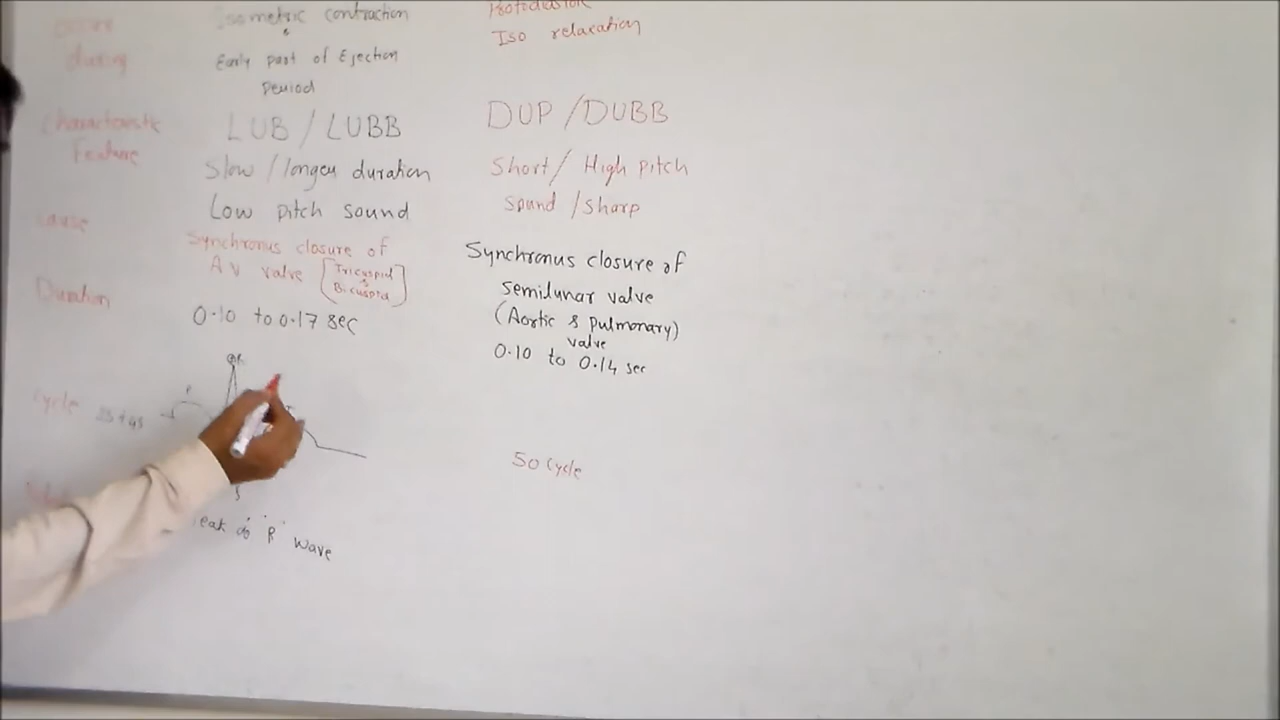 during
Isometric contraction
&
Early part of Ejection
Period
Protodiastolic
Iso relaxation
Characteristic
Feature
LUB / LUBB
Slow / longer duration
Low pitch sound
DUP / DUBB
Short / High pitch
Sound / Sharp
Cause
Synchronus closure of
AV valve [Tricuspid
&
Bicuspid]
Synchronus closure of
Semilunar valve
(Aortic & pulmonary)
valve
Duration
0.10 to 0.17 sec
0.10 to 0.14 sec
R
P
Cycle
50 cycle
S
eak of "R" wave